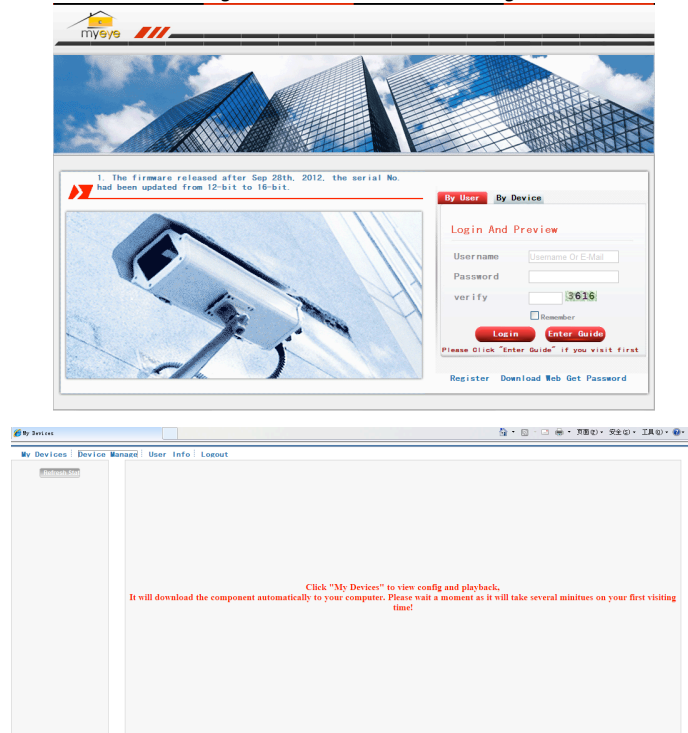 myeye
1. The firmware released after Sep 28th, 2012, the serial No.
had been updated from 12-bit to 16-bit.
By User By Device
Login And Preview
Username Username Or E-Mail
Password
verify 3616
Remember
Login Enter Guide
Please Click "Enter Guide" if you visit first
Register Download Web Get Password
My Devices
页面(P) 安全(S) 工具(O)
My Devices Device Manage User Info Logout
Refresh
Click "My Devices" to view config and playback,
It will download the component automatically to your computer. Please wait a moment as it will take several minitues on your first visiting
time!